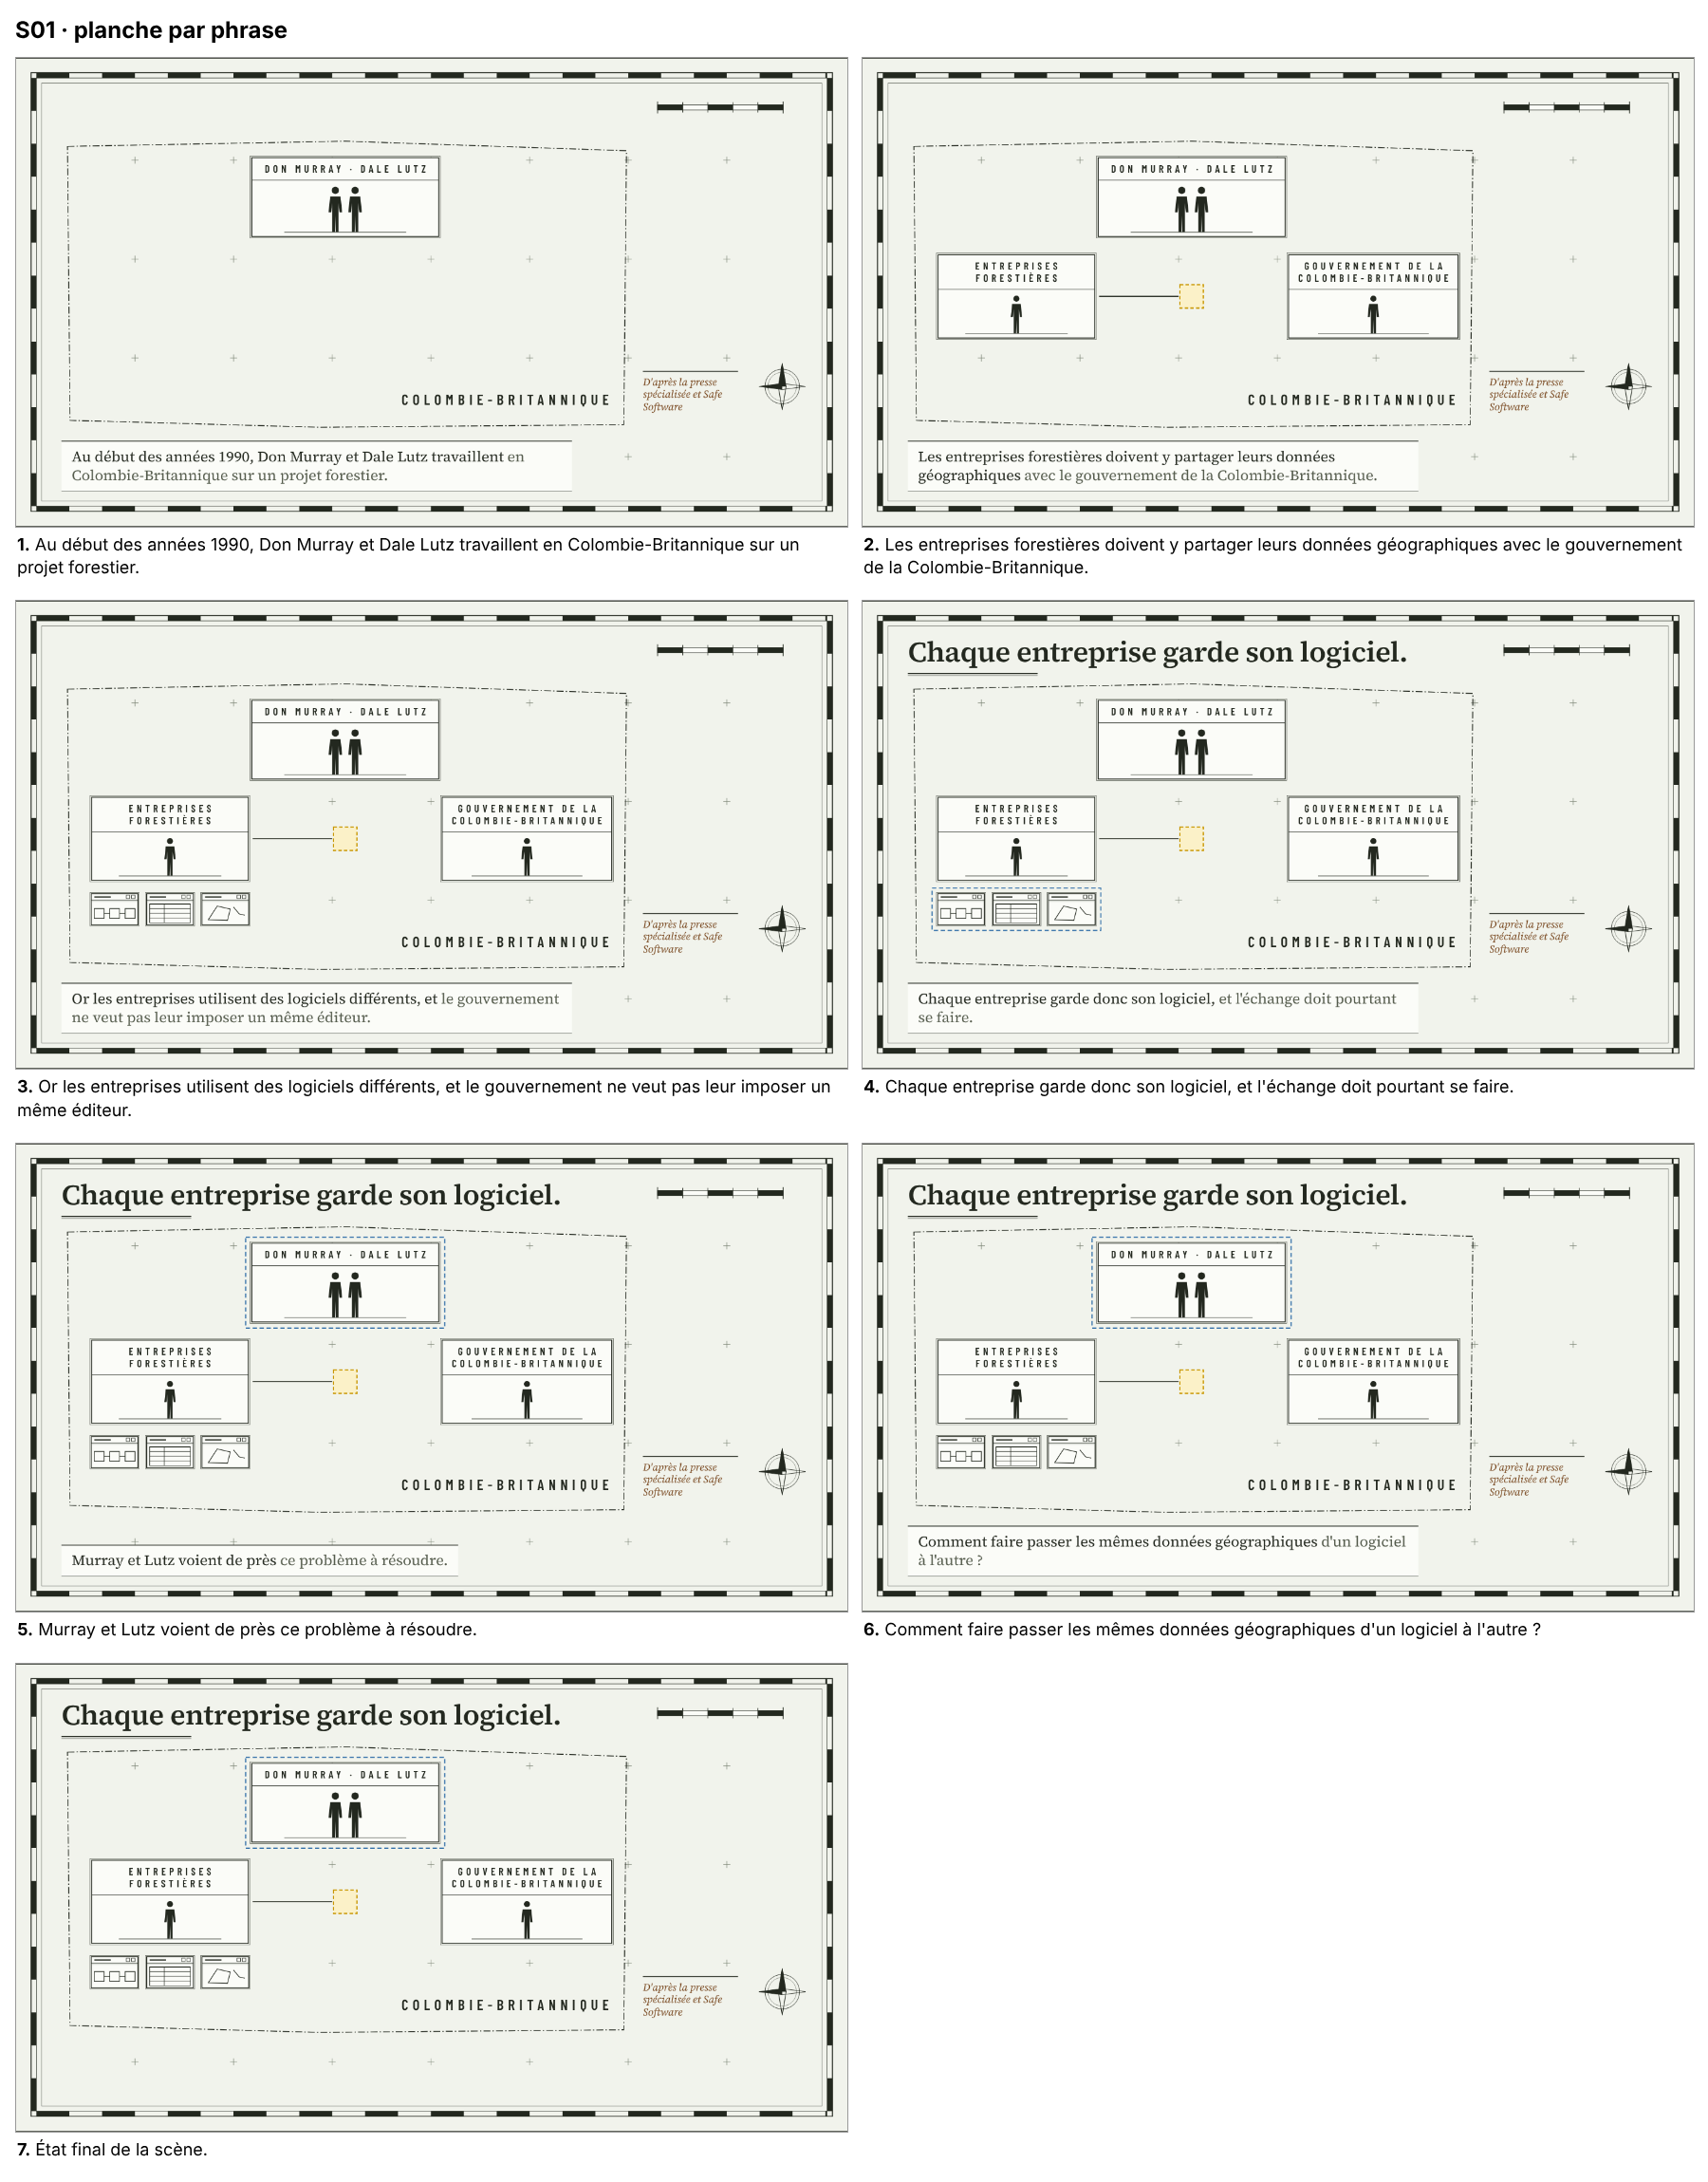 S01 · planche par phrase
DON MURRAY · DALE LUTZ
COLOMBIE-BRITANNIQUE
D'après la presse
spécialisée et Safe
Software
Au début des années 1990, Don Murray et Dale Lutz travaillent en
Colombie-Britannique sur un projet forestier.
1. Au début des années 1990, Don Murray et Dale Lutz travaillent en Colombie-Britannique sur un
projet forestier.
DON MURRAY · DALE LUTZ
ENTREPRISES
FORESTIÈRES
GOUVERNEMENT DE LA
COLOMBIE-BRITANNIQUE
COLOMBIE-BRITANNIQUE
D'après la presse
spécialisée et Safe
Software
Les entreprises forestières doivent y partager leurs données
géographiques avec le gouvernement de la Colombie-Britannique.
2. Les entreprises forestières doivent y partager leurs données géographiques avec le gouvernement
de la Colombie-Britannique.
DON MURRAY · DALE LUTZ
ENTREPRISES
FORESTIÈRES
GOUVERNEMENT DE LA
COLOMBIE-BRITANNIQUE
COLOMBIE-BRITANNIQUE
D'après la presse
spécialisée et Safe
Software
Or les entreprises utilisent des logiciels différents, et le gouvernement
ne veut pas leur imposer un même éditeur.
3. Or les entreprises utilisent des logiciels différents, et le gouvernement ne veut pas leur imposer un
même éditeur.
Chaque entreprise garde son logiciel.
DON MURRAY · DALE LUTZ
ENTREPRISES
FORESTIÈRES
GOUVERNEMENT DE LA
COLOMBIE-BRITANNIQUE
COLOMBIE-BRITANNIQUE
D'après la presse
spécialisée et Safe
Software
Chaque entreprise garde donc son logiciel, et l'échange doit pourtant
se faire.
4. Chaque entreprise garde donc son logiciel, et l'échange doit pourtant se faire.
Chaque entreprise garde son logiciel.
DON MURRAY · DALE LUTZ
ENTREPRISES
FORESTIÈRES
GOUVERNEMENT DE LA
COLOMBIE-BRITANNIQUE
COLOMBIE-BRITANNIQUE
D'après la presse
spécialisée et Safe
Software
Murray et Lutz voient de près ce problème à résoudre.
5. Murray et Lutz voient de près ce problème à résoudre.
Chaque entreprise garde son logiciel.
DON MURRAY · DALE LUTZ
ENTREPRISES
FORESTIÈRES
GOUVERNEMENT DE LA
COLOMBIE-BRITANNIQUE
COLOMBIE-BRITANNIQUE
D'après la presse
spécialisée et Safe
Software
Comment faire passer les mêmes données géographiques d'un logiciel
à l'autre ?
6. Comment faire passer les mêmes données géographiques d'un logiciel à l'autre ?
Chaque entreprise garde son logiciel.
DON MURRAY · DALE LUTZ
ENTREPRISES
FORESTIÈRES
GOUVERNEMENT DE LA
COLOMBIE-BRITANNIQUE
COLOMBIE-BRITANNIQUE
D'après la presse
spécialisée et Safe
Software
7. État final de la scène.